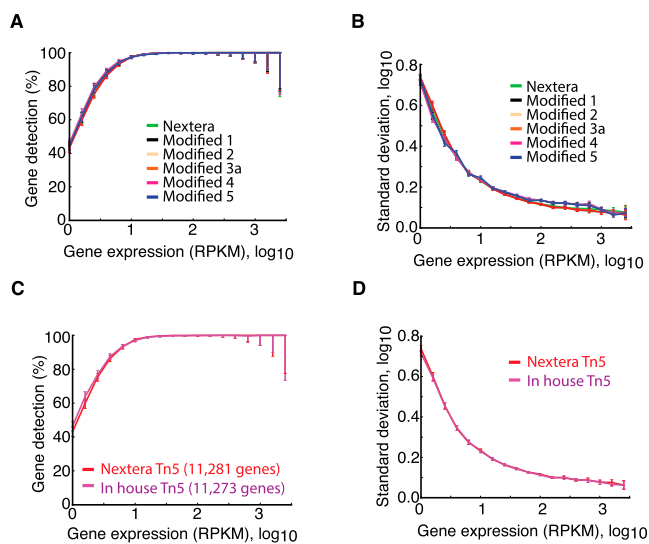 A
Gene detection (%)
100
80
60
40
20
0
Nextera
Modified 1
Modified 2
Modified 3a
Modified 4
Modified 5
0 1 2 3
Gene expression (RPKM), log10
B
Standard deviation, log10
0.8
0.6
0.4
0.2
0.0
Nextera
Modified 1
Modified 2
Modified 3a
Modified 4
Modified 5
0 1 2 3
Gene expression (RPKM), log10
C
Gene detection (%)
100
80
60
40
20
0
Nextera Tn5 (11,281 genes)
In house Tn5 (11,273 genes)
0 1 2 3
Gene expression (RPKM), log10
D
Standard deviation, log10
0.8
0.6
0.4
0.2
0.0
Nextera Tn5
In house Tn5
0 1 2 3
Gene expression (RPKM), log10